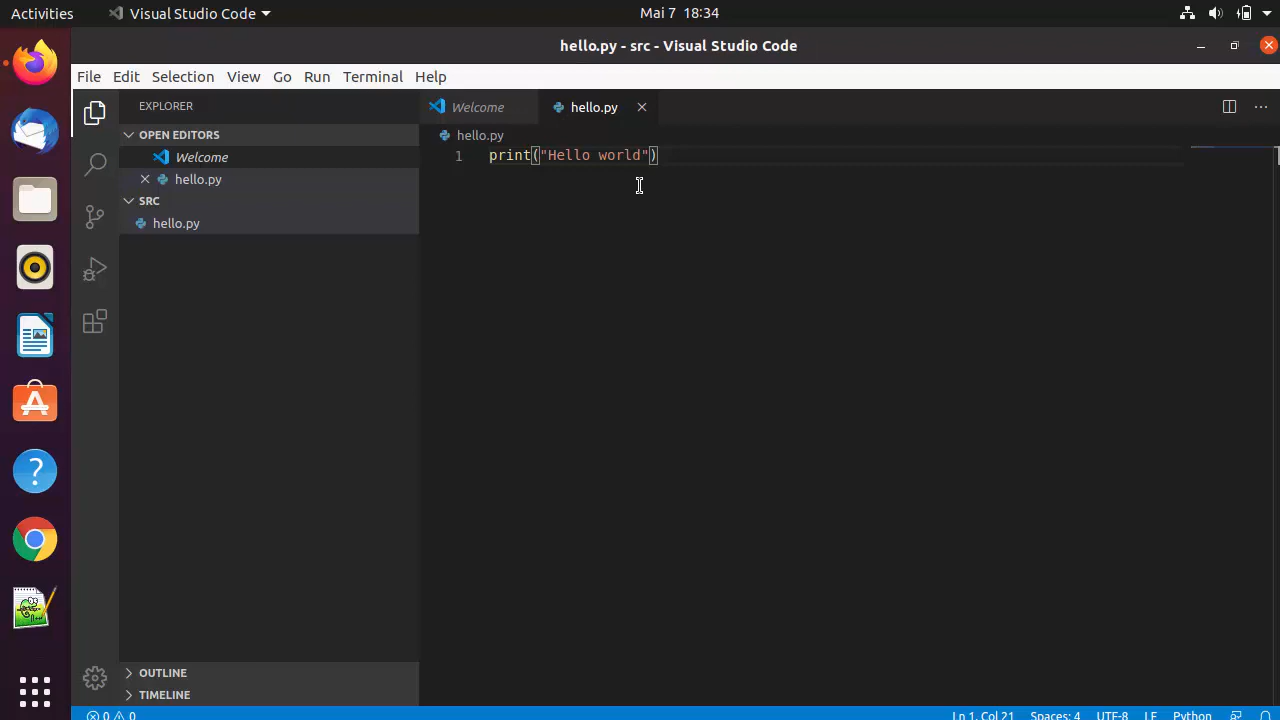 Activities
Visual Studio Code
Mai 7 18:34
hello.py - src - Visual Studio Code
File Edit Selection View Go Run Terminal Help
EXPLORER
OPEN EDITORS
Welcome
hello.py
SRC
hello.py
OUTLINE
TIMELINE
Welcome
hello.py
hello.py
1 print("Hello world")
0 0
Ln 1, Col 21
Spaces: 4
UTF-8
LF
Python